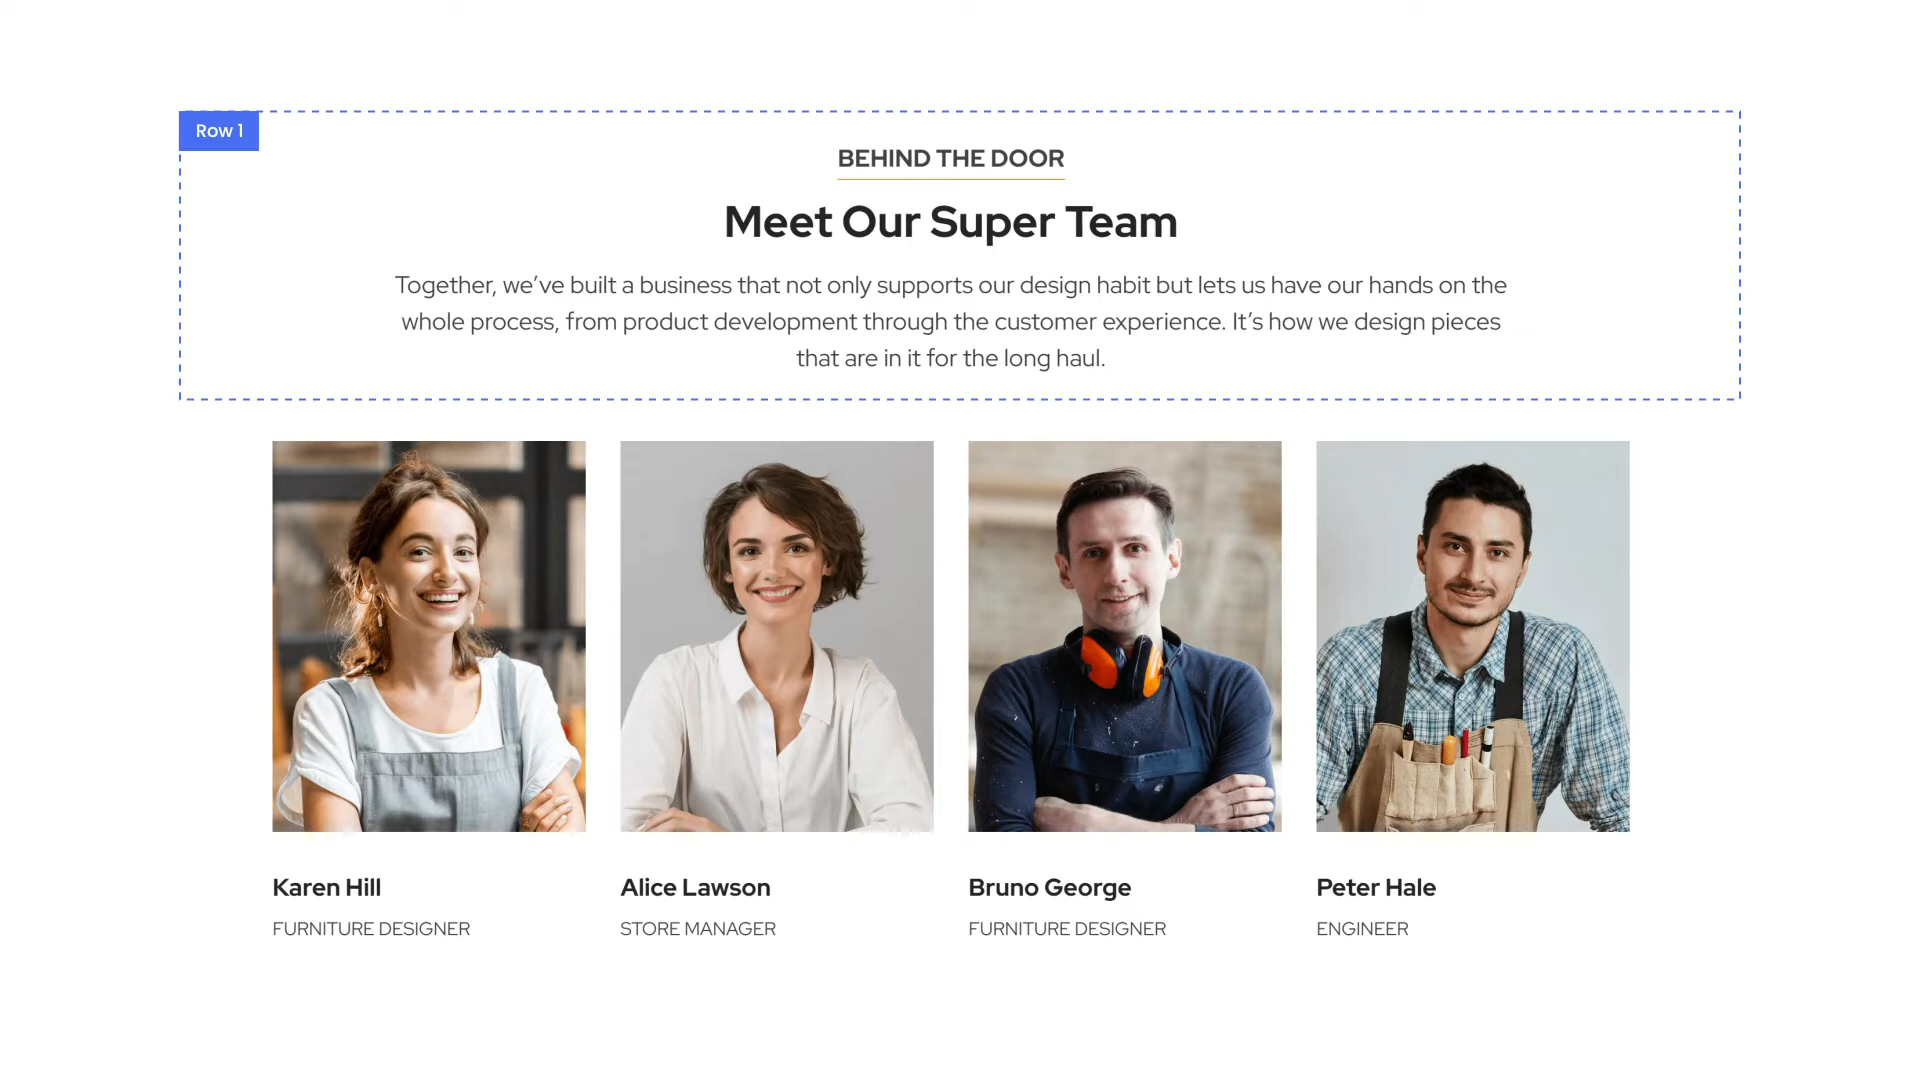 Row 1
BEHIND THE DOOR
Meet Our Super Team
Together, we’ve built a business that not only supports our design habit but lets us have our hands on the
whole process, from product development through the customer experience. It’s how we design pieces
that are in it for the long haul.
Karen Hill
FURNITURE DESIGNER
Alice Lawson
STORE MANAGER
Bruno George
FURNITURE DESIGNER
Peter Hale
ENGINEER